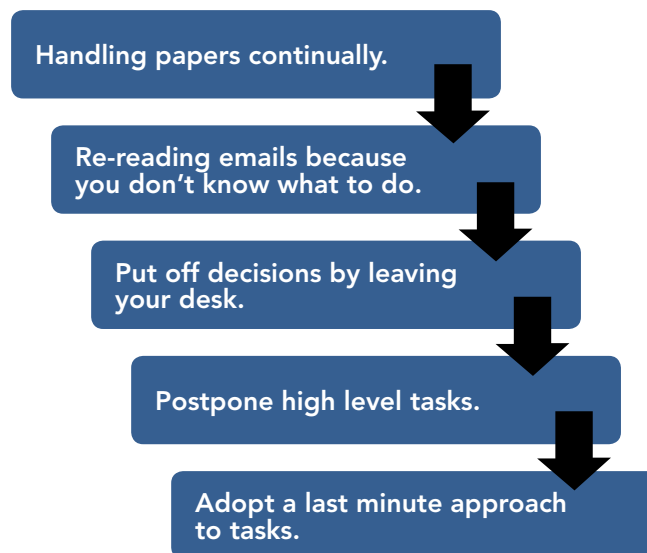 Handling papers continually.
Re-reading emails because
you don’t know what to do.
Put off decisions by leaving
your desk.
Postpone high level tasks.
Adopt a last minute approach
to tasks.